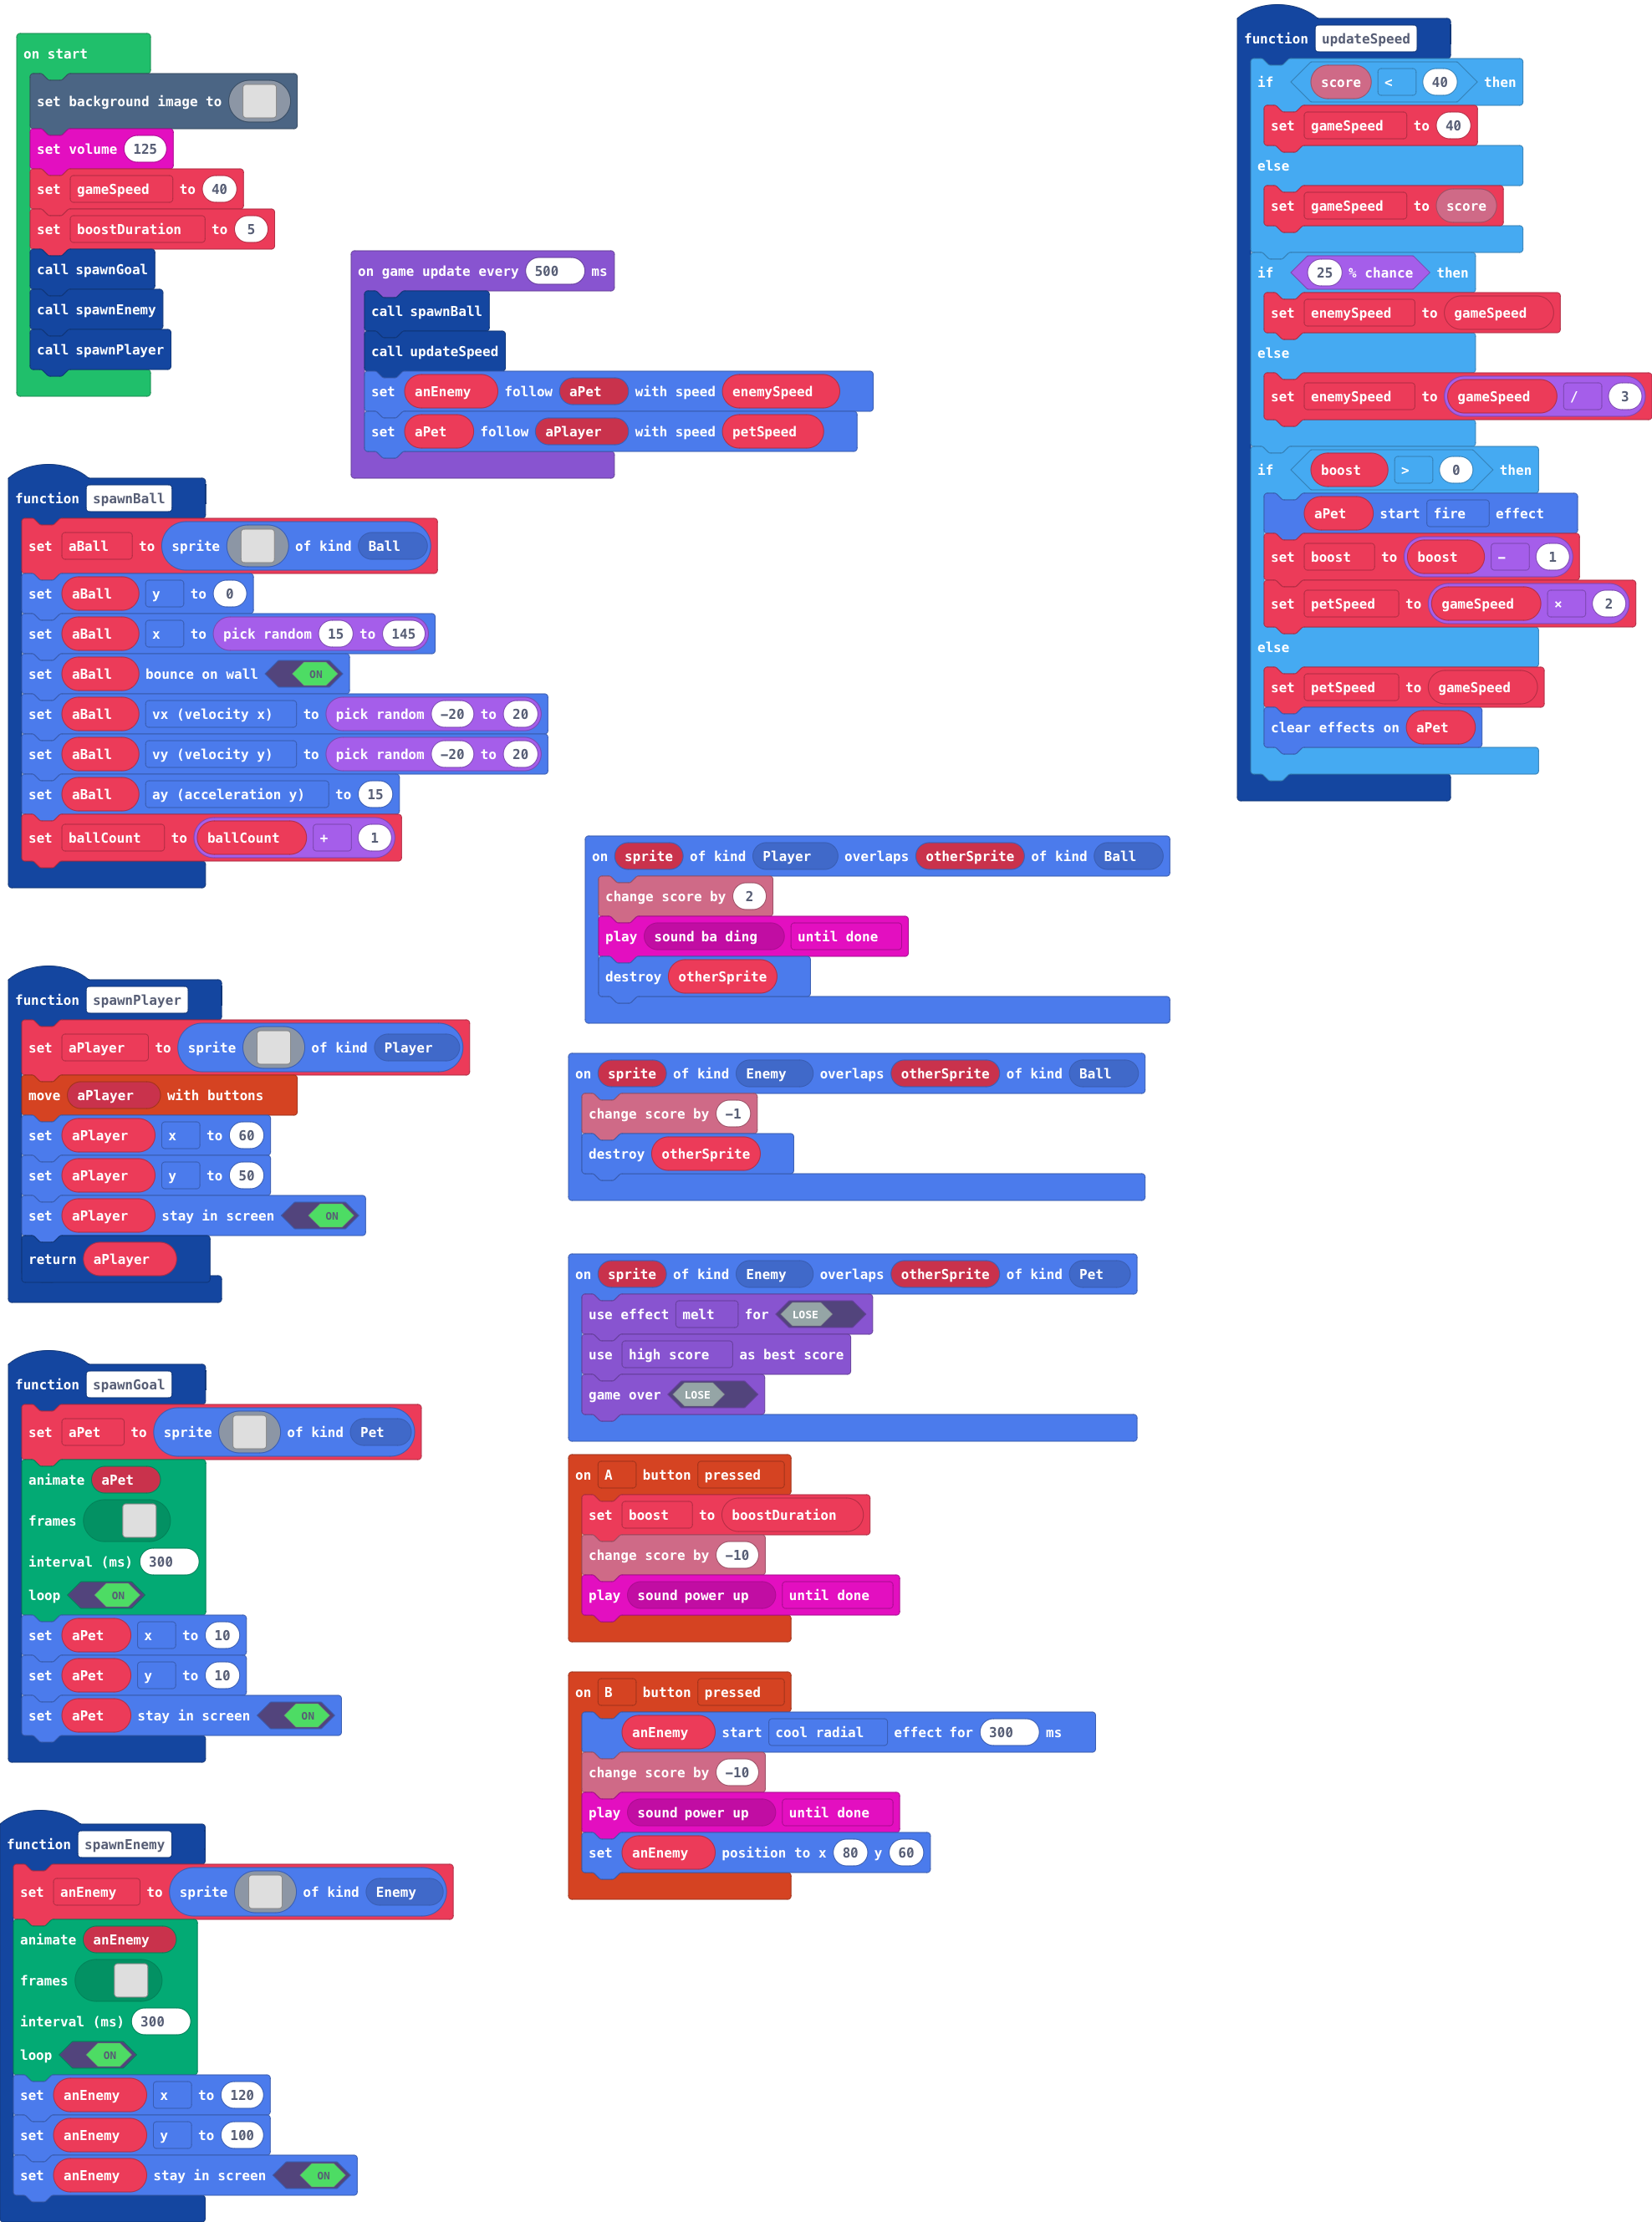 on start
set background image to
set volume 125
set gameSpeed to 40
set boostDuration to 5
call spawnGoal
call spawnEnemy
call spawnPlayer
on game update every 500 ms
call spawnBall
call updateSpeed
set anEnemy follow aPet with speed enemySpeed
set aPet follow aPlayer with speed petSpeed
function spawnBall
set aBall to sprite of kind Ball
set aBall y to 0
set aBall x to pick random 15 to 145
set aBall bounce on wall ON
set aBall vx (velocity x) to pick random -20 to 20
set aBall vy (velocity y) to pick random -20 to 20
set aBall ay (acceleration y) to 15
set ballCount to ballCount + 1
function spawnPlayer
set aPlayer to sprite of kind Player
move aPlayer with buttons
set aPlayer x to 60
set aPlayer y to 50
set aPlayer stay in screen ON
return aPlayer
function spawnGoal
set aPet to sprite of kind Pet
animate aPet
frames
interval (ms) 300
loop ON
set aPet x to 10
set aPet y to 10
set aPet stay in screen ON
function spawnEnemy
set anEnemy to sprite of kind Enemy
animate anEnemy
frames
interval (ms) 300
loop ON
set anEnemy x to 120
set anEnemy y to 100
set anEnemy stay in screen ON
on sprite of kind Player overlaps otherSprite of kind Ball
change score by 2
play sound ba ding until done
destroy otherSprite
on sprite of kind Enemy overlaps otherSprite of kind Ball
change score by -1
destroy otherSprite
on sprite of kind Enemy overlaps otherSprite of kind Pet
use effect melt for LOSE
use high score as best score
game over LOSE
on A button pressed
set boost to boostDuration
change score by -10
play sound power up until done
on B button pressed
anEnemy start cool radial effect for 300 ms
change score by -10
play sound power up until done
set anEnemy position to x 80 y 60
function updateSpeed
if score < 40 then
set gameSpeed to 40
else
set gameSpeed to score
if 25 % chance then
set enemySpeed to gameSpeed
else
set enemySpeed to gameSpeed / 3
if boost > 0 then
aPet start fire effect
set boost to boost - 1
set petSpeed to gameSpeed × 2
else
set petSpeed to gameSpeed
clear effects on aPet